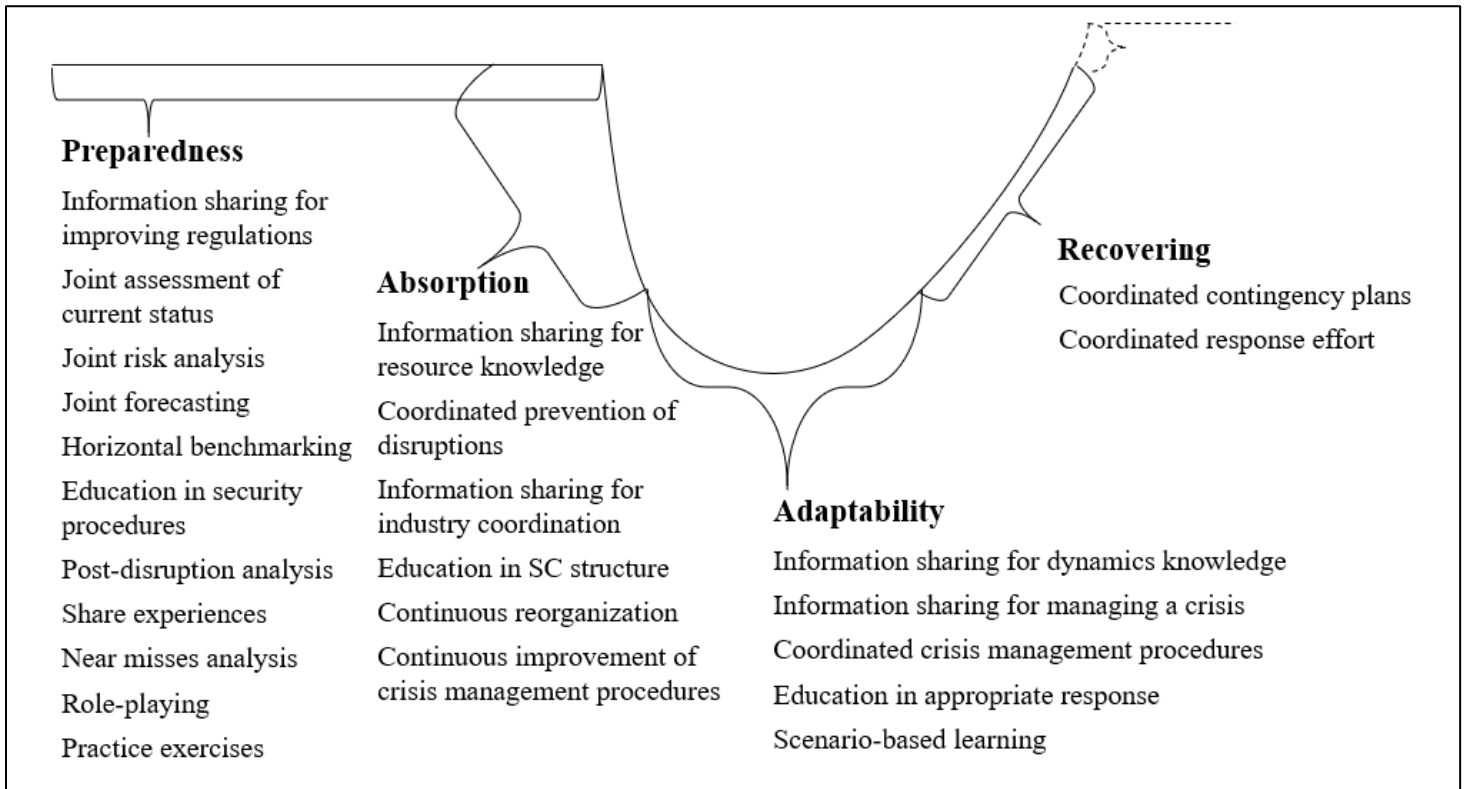 Preparedness
Information sharing for
improving regulations
Joint assessment of
current status
Joint risk analysis
Joint forecasting
Horizontal benchmarking
Education in security
procedures
Post-disruption analysis
Share experiences
Near misses analysis
Role-playing
Practice exercises
Absorption
Information sharing for
resource knowledge
Coordinated prevention of
disruptions
Information sharing for
industry coordination
Education in SC structure
Continuous reorganization
Continuous improvement of
crisis management procedures
Adaptability
Information sharing for dynamics knowledge
Information sharing for managing a crisis
Coordinated crisis management procedures
Education in appropriate response
Scenario-based learning
Recovering
Coordinated contingency plans
Coordinated response effort